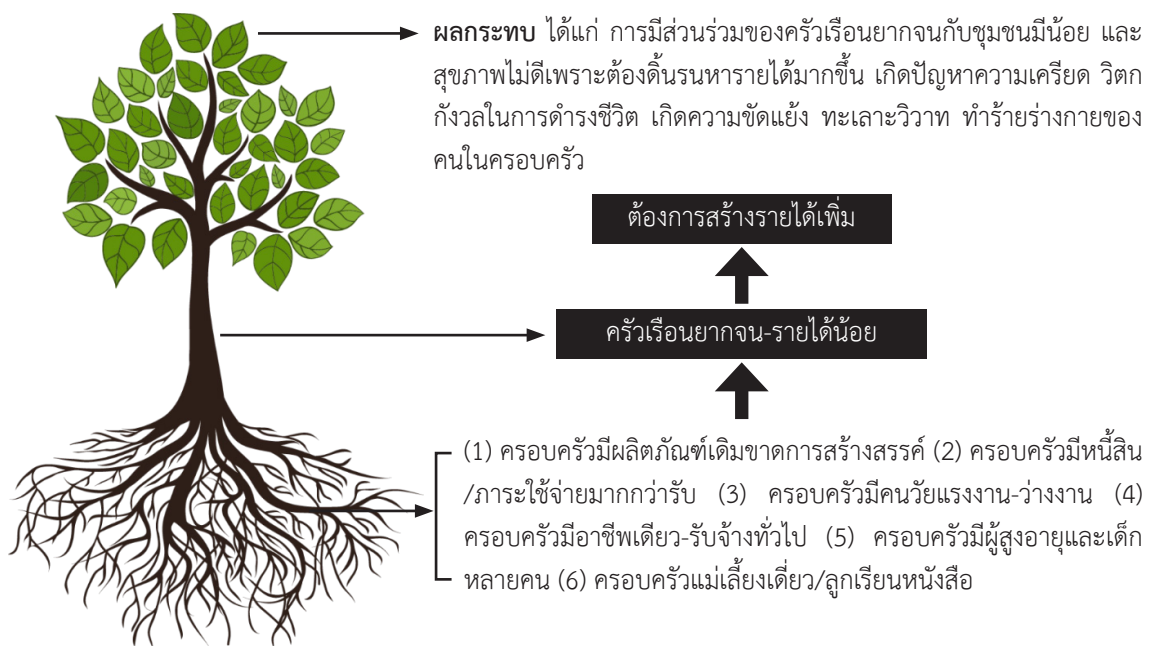 ผลกระทบ ได้แก่ การมีส่วนร่วมของครัวเรือนยากจนกับชุมชนมีน้อย และ
สุขภาพไม่ดีเพราะต้องดิ้นรนหารายได้มากขึ้น เกิดปัญหาความเครียด วิตก
กังวลในการดำรงชีวิต เกิดความขัดแย้ง ทะเลาะวิวาท ทำร้ายร่างกายของ
คนในครอบครัว
ต้องการสร้างรายได้เพิ่ม
ครัวเรือนยากจน-รายได้น้อย
(1) ครอบครัวมีผลิตภัณฑ์เดิมขาดการสร้างสรรค์ (2) ครอบครัวมีหนี้สิน
/ภาระใช้จ่ายมากกว่ารับ (3) ครอบครัวมีคนวัยแรงงาน-ว่างงาน (4)
ครอบครัวมีอาชีพเดียว-รับจ้างทั่วไป (5) ครอบครัวมีผู้สูงอายุและเด็ก
หลายคน (6) ครอบครัวแม่เลี้ยงเดี่ยว/ลูกเรียนหนังสือ